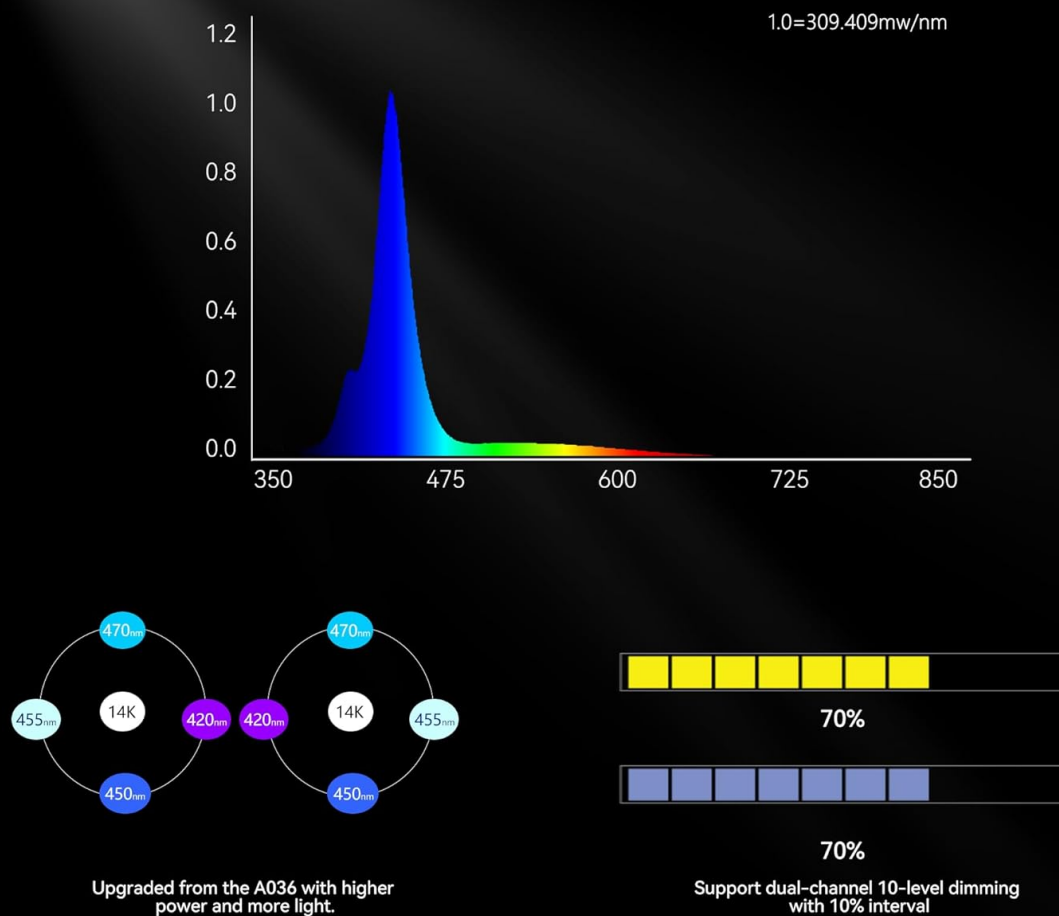 1.0=309.409mw/nm
1.2
1.0
0.8
0.6
0.4
0.2
0.0
350 475 600 725 850
470nm 470nm
14K 14K
455nm 420nm 420nm 455nm
450nm 450nm
70%
70%
Upgraded from the A036 with higher
power and more light.
Support dual-channel 10-level dimming
with 10% interval